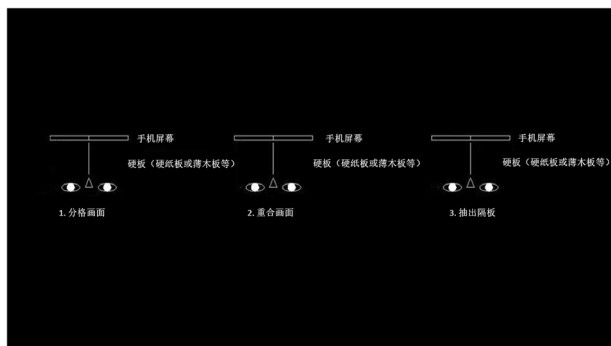 手机屏幕
手机屏幕
手机屏幕
硬板（硬纸板或薄木板等）
硬板（硬纸板或薄木板等）
硬板（硬纸板或薄木板等）
1. 分格画面
2. 重合画面
3. 抽出隔板